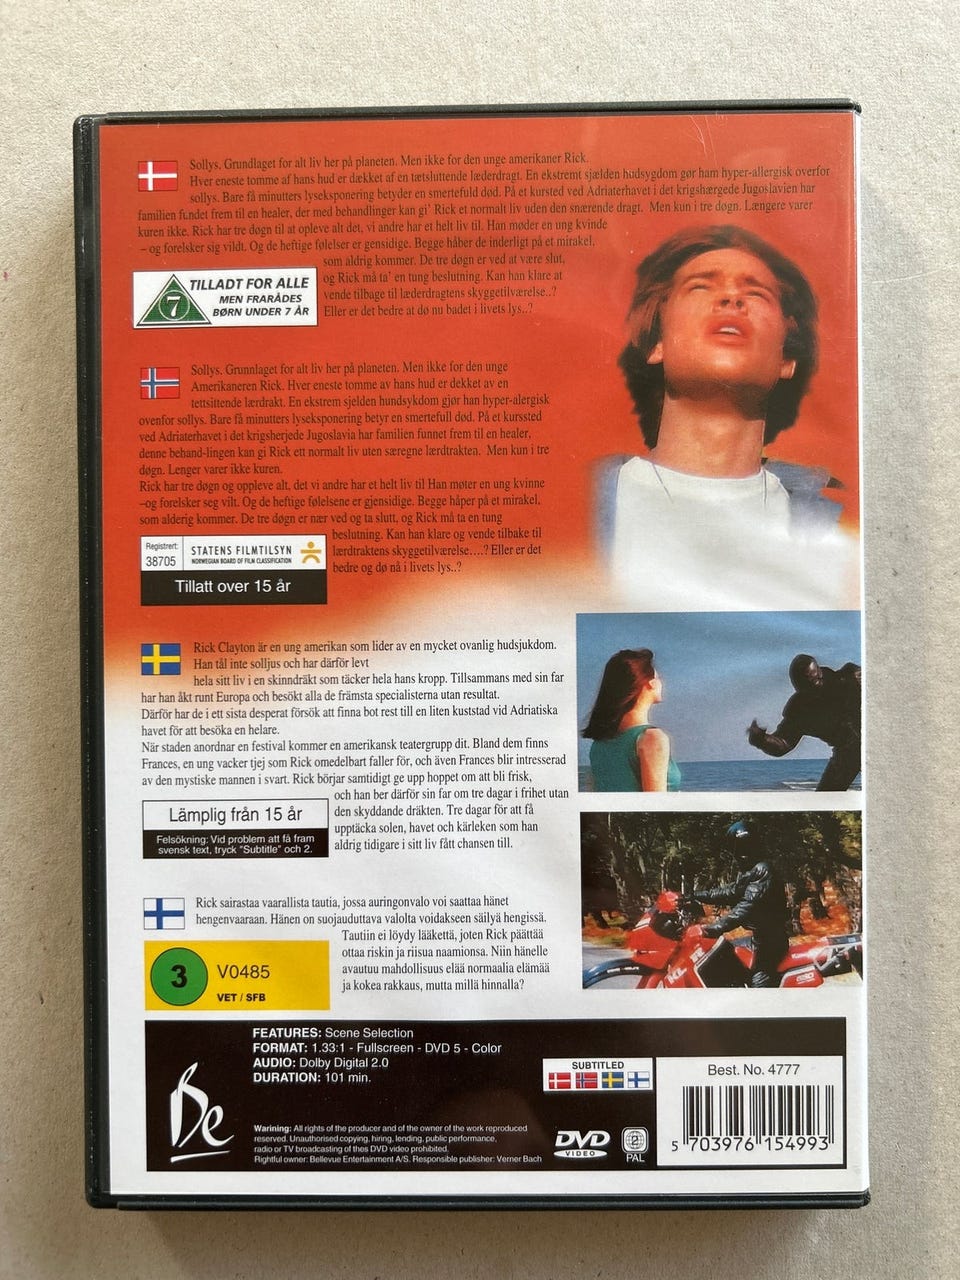 Sollys. Grundlaget for alt liv her på planeten. Men ikke for den unge amerikaner Rick.
Hver eneste tomme af hans hud er dækket af en tætsluttende læderdragt. En ekstremt sjælden hudsygdom gør ham hyper-allergisk overfor
sollys. Bare få minutters lyseksponering betyder en smertefuld død. På et kursted ved Adriaterhavet i det krigshærgede Jugoslavien har
familien fundet frem til en healer, der med behandlinger kan gi' Rick et normalt liv uden den snærende dragt. Men kun i tre døgn. Længere varer
kuren ikke. Rick har tre døgn til at opleve alt det, vi andre har et helt liv til. Han møder en ung kvinde
– og forelsker sig vildt. Og de heftige følelser er gensidige. Begge håber de inderligt på et mirakel,
som aldrig kommer. De tre døgn er ved at være slut,
og Rick må ta' en tung beslutning. Kan han klare at
vende tilbage til læderdragtens skyggetilværelse..?
Eller er det bedre at dø nu badet i livets lys..?
7
TILLADT FOR ALLE
MEN FRARÅDES
BØRN UNDER 7 ÅR
Sollys. Grunnlaget for alt liv her på planeten. Men ikke for den unge
Amerikaneren Rick. Hver eneste tomme av hans hud er dekket av en
tettsittende lærdrakt. En ekstrem sjelden hundsykdom gjør han hyper-alergisk
ovenfor sollys. Bare få minutters lyseksponering betyr en smertefull død. På et kurssted
ved Adriaterhavet i det krigsherjede Jugoslavia har familien funnet frem til en healer,
denne behand-lingen kan gi Rick ett normalt liv uten særegne lærdtrakten. Men kun i tre
døgn. Lenger varer ikke kuren.
Rick har tre døgn og oppleve alt, det vi andre har et helt liv til Han møter en ung kvinne
–og forelsker seg vilt. Og de heftige følelsene er gjensidige. Begge håper på et mirakel,
som alderig kommer. De tre døgn er nær ved og ta slutt, og Rick må ta en tung
beslutning. Kan han klare og vende tilbake til
lærdtraktens skyggetilværelse....? Eller er det
bedre og dø nå i livets lys..?
Registrert:
38705
STATENS FILMTILSYN
NORWEGIAN BOARD OF FILM CLASSIFICATION
Tillatt over 15 år
Rick Clayton är en ung amerikan som lider av en mycket ovanlig hudsjukdom.
Han tål inte solljus och har därför levt
hela sitt liv i en skinndräkt som täcker hela hans kropp. Tillsammans med sin far
har han åkt runt Europa och besökt alla de främsta specialisterna utan resultat.
Därför har de i ett sista desperat försök att finna bot rest till en liten kuststad vid Adriatiska
havet för att besöka en helare.
När staden anordnar en festival kommer en amerikansk teatergrupp dit. Bland dem finns
Frances, en ung vacker tjej som Rick omedelbart faller för, och även Frances blir intresserad
av den mystiske mannen i svart. Rick börjar samtidigt ge upp hoppet om att bli frisk,
och han ber därför sin far om tre dagar i frihet utan
den skyddande dräkten. Tre dagar för att få
upptäcka solen, havet och kärleken som han
aldrig tidigare i sitt liv fått chansen till.
Lämplig från 15 år
Felsökning: Vid problem att få fram
svensk text, tryck "Subtitle" och 2.
Rick sairastaa vaarallista tautia, jossa auringonvalo voi saattaa hänet
hengenvaaraan. Hänen on suojauduttava valolta voidakseen säilyä hengissä.
Tautiin ei löydy lääkettä, joten Rick päättää
ottaa riskin ja riisua naamionsa. Niin hänelle
avautuu mahdollisuus elää normaalia elämää
ja kokea rakkaus, mutta millä hinnalla?
3
V0485
VET / SFB
Be
FEATURES: Scene Selection
FORMAT: 1.33:1 - Fullscreen - DVD 5 - Color
AUDIO: Dolby Digital 2.0
DURATION: 101 min.
Warning: All rights of the producer and of the owner of the work reproduced
reserved. Unauthorised copying, hiring, lending, public performance,
radio or TV broadcasting of thes DVD video prohibited.
Rightful owner: Bellevue Entertainment A/S. Responsible publisher: Verner Bach
SUBTITLED
DVD
VIDEO
2
PAL
Best. No. 4777
5 703976 154993